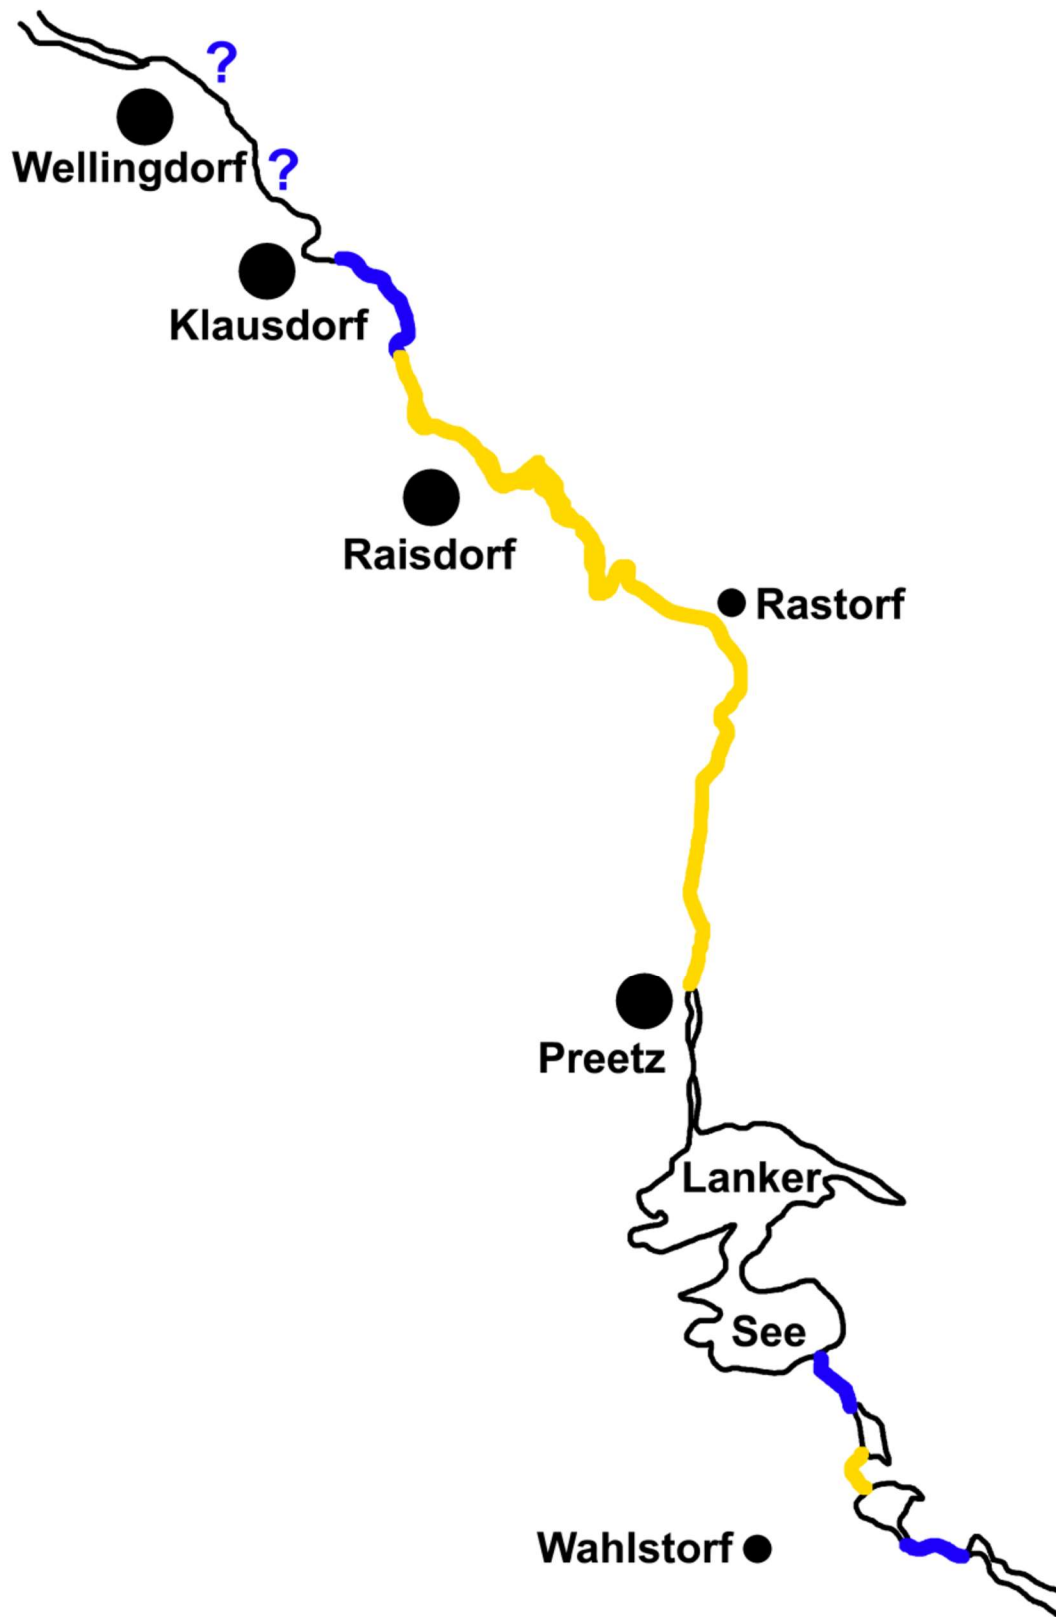 ?
Wellingdorf ?
Klausdorf
Raisdorf
Rastorf
Preetz
Lanker
See
Wahlstorf